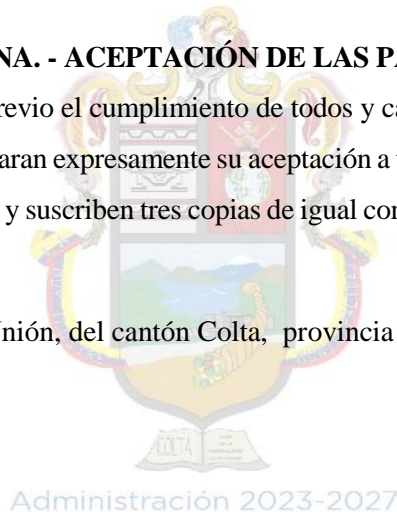 NA. - ACEPTACIÓN DE LAS PA
revio el cumplimiento de todos y ca
aran expresamente su aceptación a
y suscriben tres copias de igual con
nión, del cantón Colta, provincia
COLTA
Administración 2023-2027